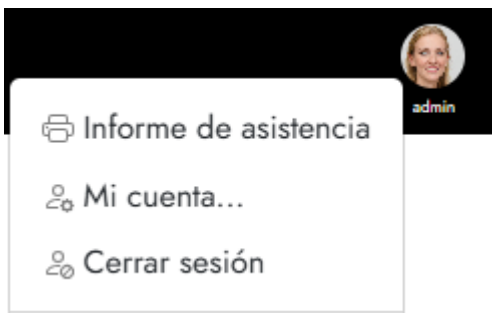 admin
Informe de asistencia
Mi cuenta...
Cerrar sesión